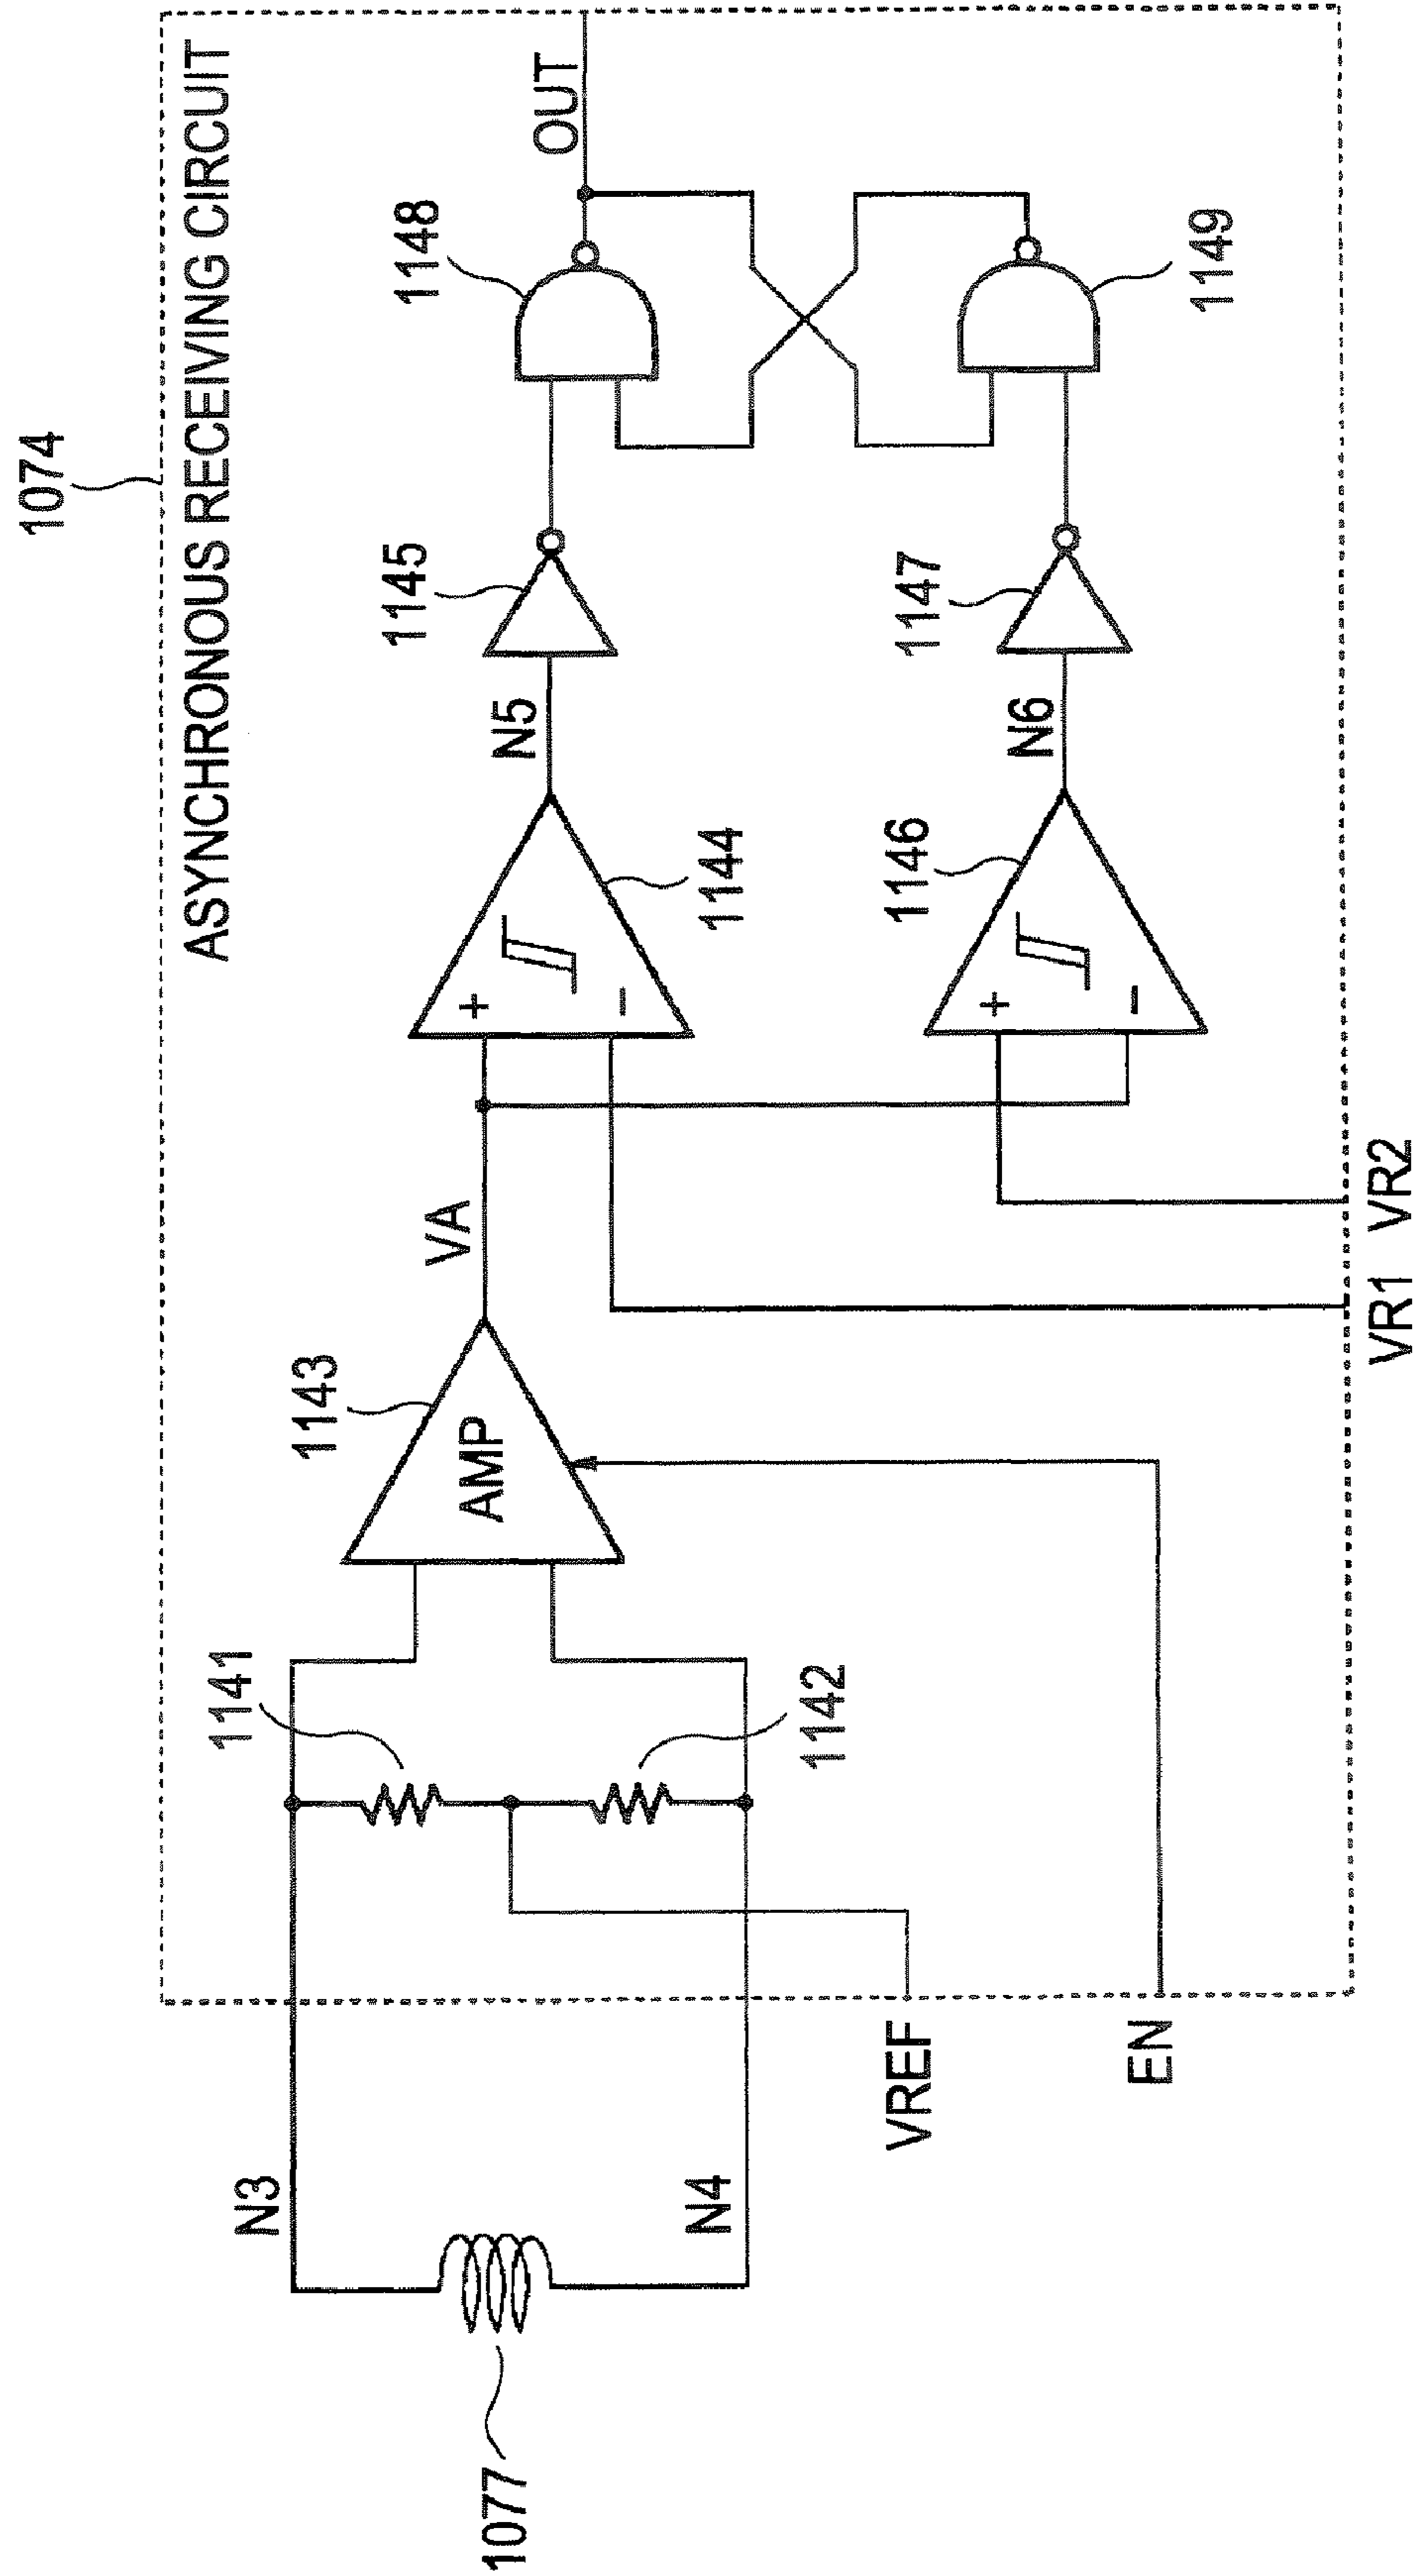 1074
ASYNCHRONOUS RECEIVING CIRCUIT
1077
N3
N4
VREF
EN
1141
1142
1143
AMP
VA
VR1
VR2
+
−
1144
+
−
1146
N5
N6
1145
1147
1148
1149
OUT